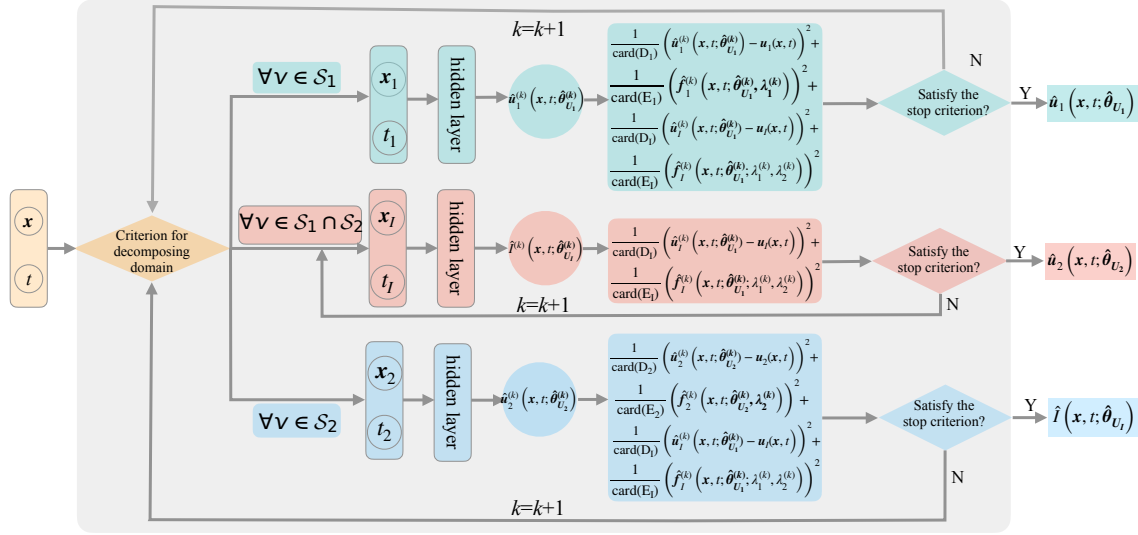 x
t
Criterion for
decomposing
domain
k=k+1
∀v ∈ S₁
x₁
t₁
hidden layer
û₁⁽ᵏ⁾ (x, t; θ̂_{U₁}⁽ᵏ⁾)
1/card(D₁) (û₁⁽ᵏ⁾ (x, t; θ̂_{U₁}⁽ᵏ⁾) − u₁(x, t))² +
1/card(E₁) (f̂₁⁽ᵏ⁾ (x, t; θ̂_{U₁}⁽ᵏ⁾, λ₁⁽ᵏ⁾))² +
1/card(D_I) (û_I⁽ᵏ⁾ (x, t; θ̂_{U₁}⁽ᵏ⁾) − u_I(x, t))² +
1/card(E_I) (f̂_I⁽ᵏ⁾ (x, t; θ̂_{U₁}⁽ᵏ⁾; λ₁⁽ᵏ⁾, λ₂⁽ᵏ⁾))²
Satisfy the
stop criterion?
N
Y
û₁ (x, t; θ̂_{U₁})
∀v ∈ S₁ ∩ S₂
x_I
t_I
hidden layer
Î⁽ᵏ⁾ (x, t; θ̂_{U_I}⁽ᵏ⁾)
1/card(D_I) (û_I⁽ᵏ⁾ (x, t; θ̂_{U₁}⁽ᵏ⁾) − u_I(x, t))² +
1/card(E_I) (f̂_I⁽ᵏ⁾ (x, t; θ̂_{U₁}⁽ᵏ⁾; λ₁⁽ᵏ⁾, λ₂⁽ᵏ⁾))²
Satisfy the
stop criterion?
Y
N
û₂ (x, t; θ̂_{U₂})
k=k+1
∀v ∈ S₂
x₂
t₂
hidden layer
û₂⁽ᵏ⁾ (x, t; θ̂_{U₂}⁽ᵏ⁾)
1/card(D₂) (û₂⁽ᵏ⁾ (x, t; θ̂_{U₂}⁽ᵏ⁾) − u₂(x, t))² +
1/card(E₂) (f̂₂⁽ᵏ⁾ (x, t; θ̂_{U₂}⁽ᵏ⁾, λ₂⁽ᵏ⁾))² +
1/card(D_I) (û_I⁽ᵏ⁾ (x, t; θ̂_{U₁}⁽ᵏ⁾) − u_I(x, t))² +
1/card(E_I) (f̂_I⁽ᵏ⁾ (x, t; θ̂_{U₁}⁽ᵏ⁾; λ₁⁽ᵏ⁾, λ₂⁽ᵏ⁾))²
Satisfy the
stop criterion?
Y
N
Î (x, t; θ̂_{U_I})
k=k+1